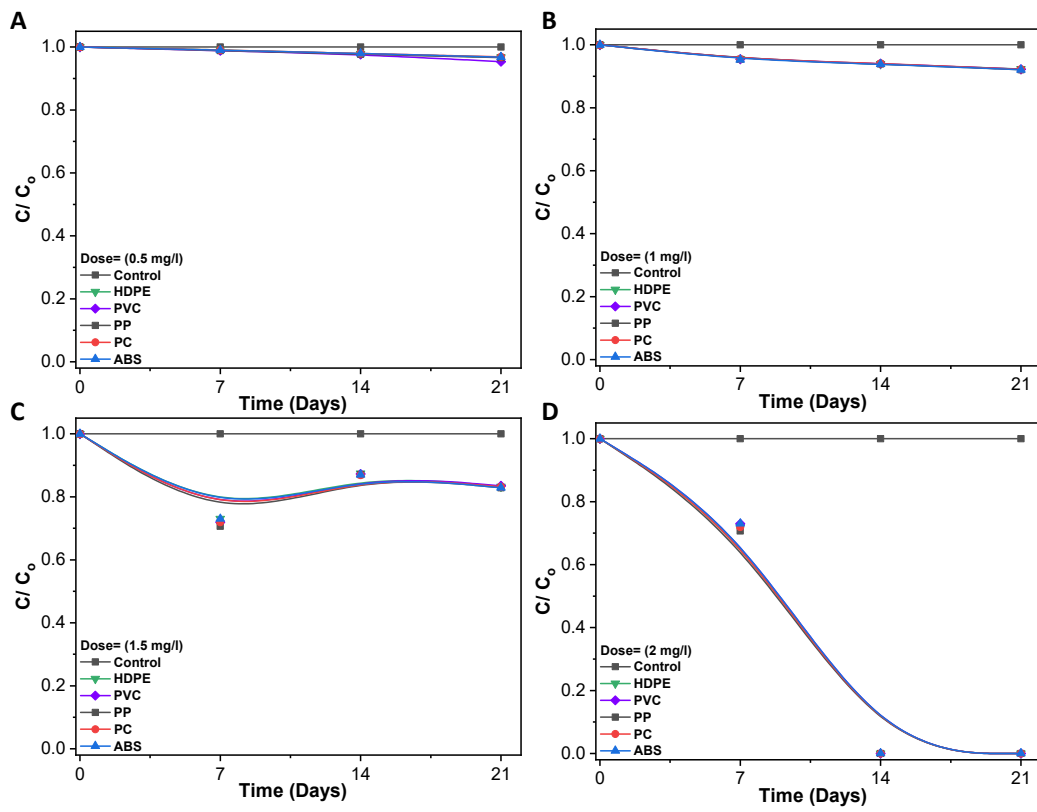 A
1.0
0.8
0.6
0.4
0.2
0.0
C/ Co
Dose= (0.5 mg/l)
Control
HDPE
PVC
PP
PC
ABS
0 7 14 21
Time (Days)
B
1.0
0.8
0.6
0.4
0.2
0.0
C/ Co
Dose= (1 mg/l)
Control
HDPE
PVC
PP
PC
ABS
0 7 14 21
Time (Days)
C
1.0
0.8
0.6
0.4
0.2
0.0
C/ Co
Dose= (1.5 mg/l)
Control
HDPE
PVC
PP
PC
ABS
0 7 14 21
Time (Days)
D
1.0
0.8
0.6
0.4
0.2
0.0
C/ Co
Dose= (2 mg/l)
Control
HDPE
PVC
PP
PC
ABS
0 7 14 21
Time (Days)